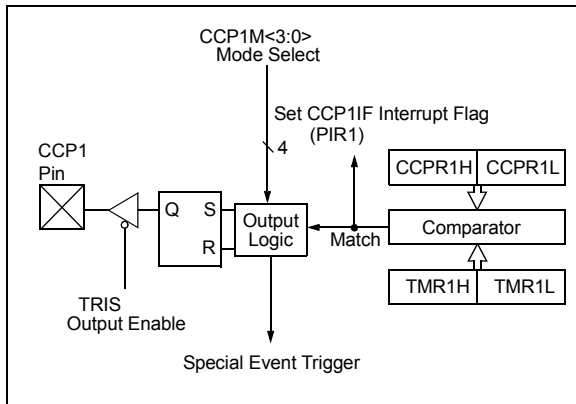 CCP1M<3:0>
Mode Select
Set CCP1IF Interrupt Flag
(PIR1)
4
CCP1
Pin
CCPR1H CCPR1L
Q S
R
Output
Logic
Match
Comparator
TRIS
Output Enable
TMR1H TMR1L
Special Event Trigger